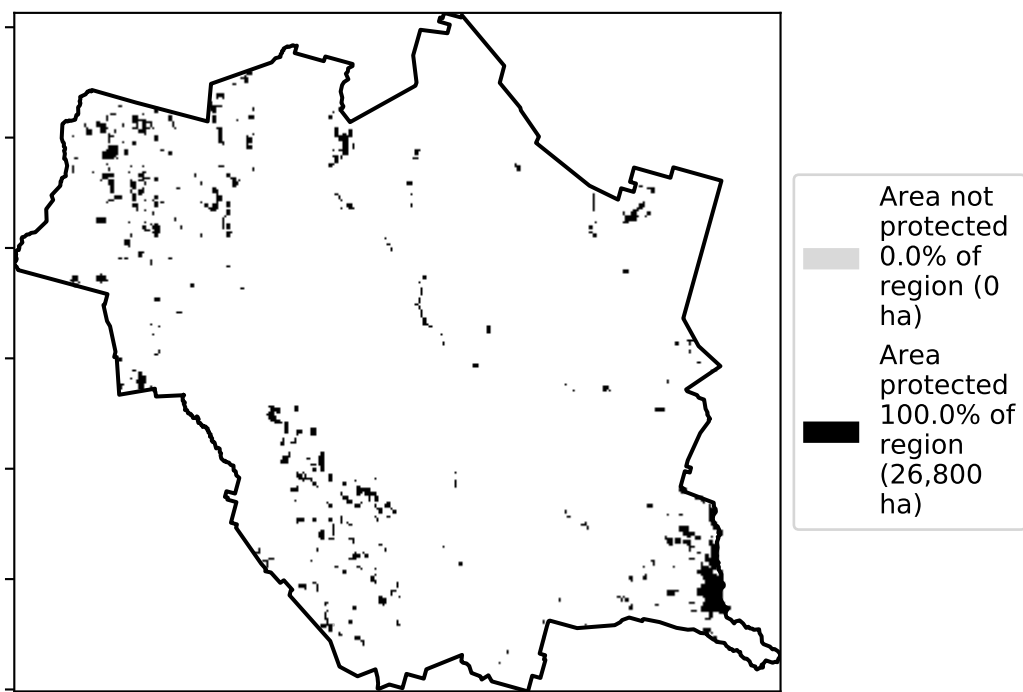 Area not
protected
0.0% of
region (0
ha)
Area
protected
100.0% of
region
(26,800
ha)